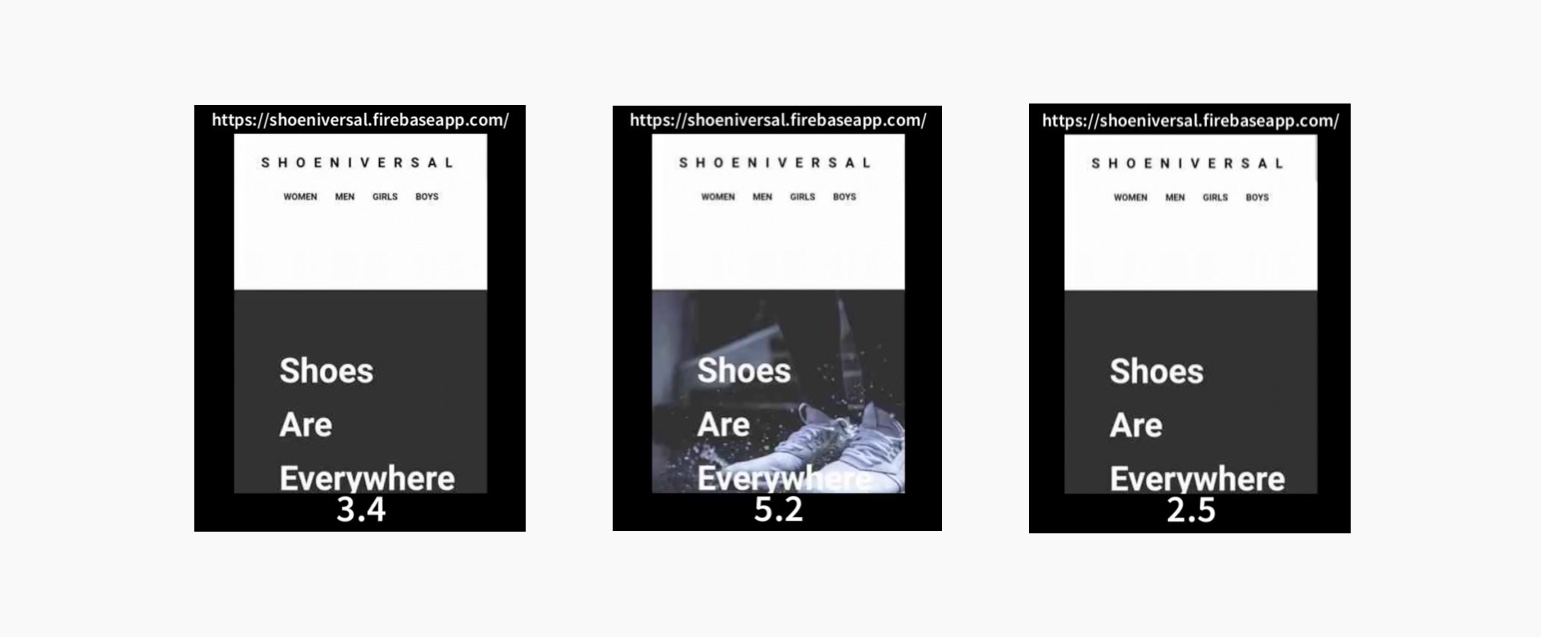 https://shoeniversal.firebaseapp.com/
SHOENIVERSAL
WOMEN MEN GIRLS BOYS
Shoes
Are
Everywhere
3.4
https://shoeniversal.firebaseapp.com/
SHOENIVERSAL
WOMEN MEN GIRLS BOYS
Shoes
Are
Everywhere
5.2
https://shoeniversal.firebaseapp.com/
SHOENIVERSAL
WOMEN MEN GIRLS BOYS
Shoes
Are
Everywhere
2.5